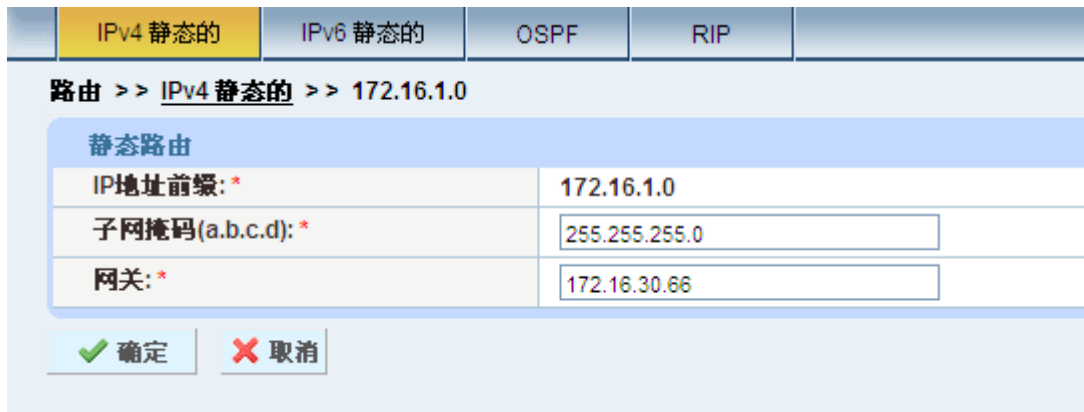 IPv4 静态的 IPv6 静态的 OSPF RIP
路由 >> IPv4 静态的 >> 172.16.1.0
静态路由
IP地址前缀: * 172.16.1.0
子网掩码(a.b.c.d): * 255.255.255.0
网关: * 172.16.30.66
确定 取消